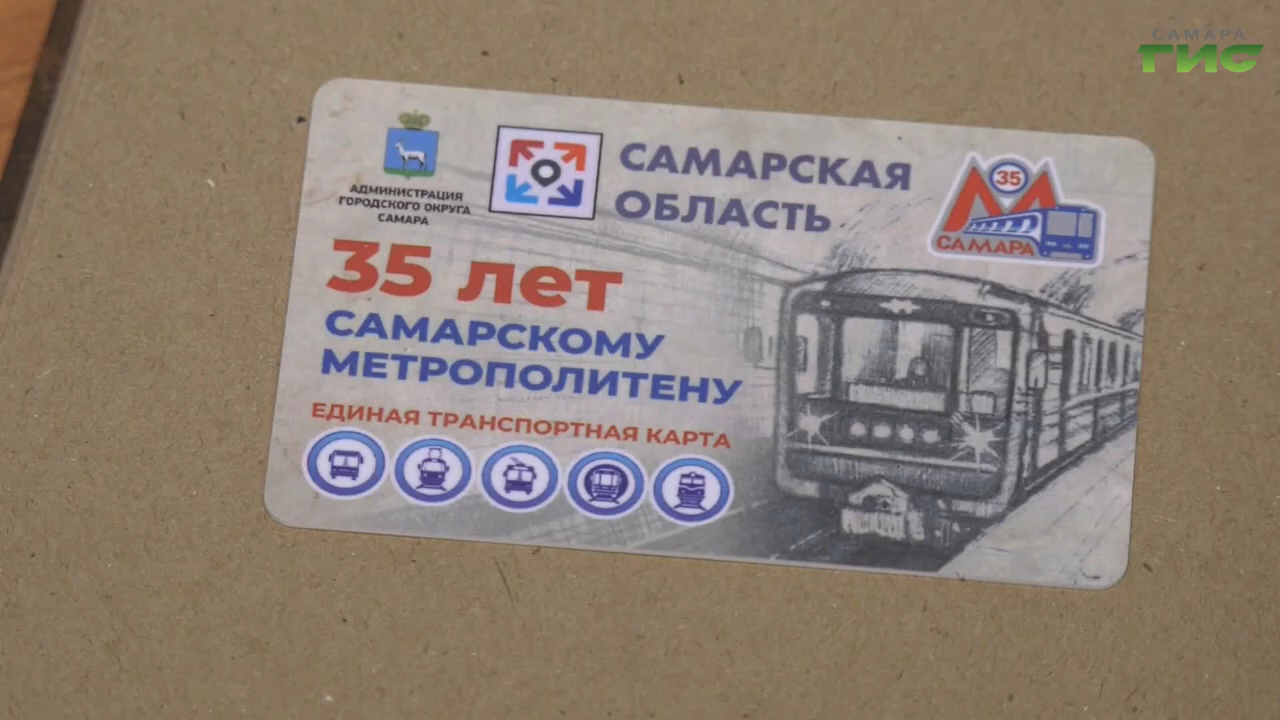 САМАРА
ГИС
АДМИНИСТРАЦИЯ
ГОРОДСКОГО ОКРУГА
САМАРА
САМАРСКАЯ
ОБЛАСТЬ
35
САМАРА
35 лет
САМАРСКОМУ
МЕТРОПОЛИТЕНУ
ЕДИНАЯ ТРАНСПОРТНАЯ КАРТА